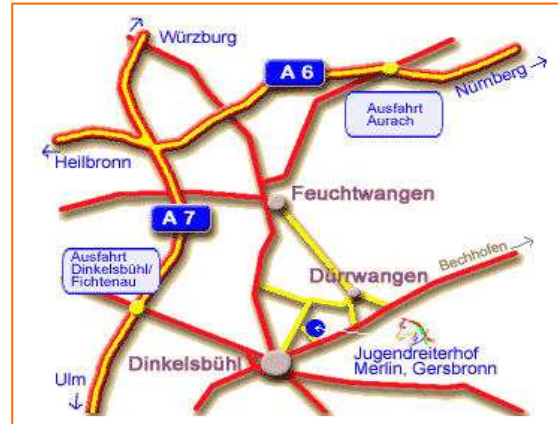 Würzburg
A 6
Nürnberg
Ausfahrt
Aurach
Heilbronn
Feuchtwangen
A 7
Ausfahrt
Dinkelsbühl/
Fichtenau
Bechhofen
Dürrwangen
Dinkelsbühl
Jugendreiterhof
Merlin, Gersbronn
Ulm